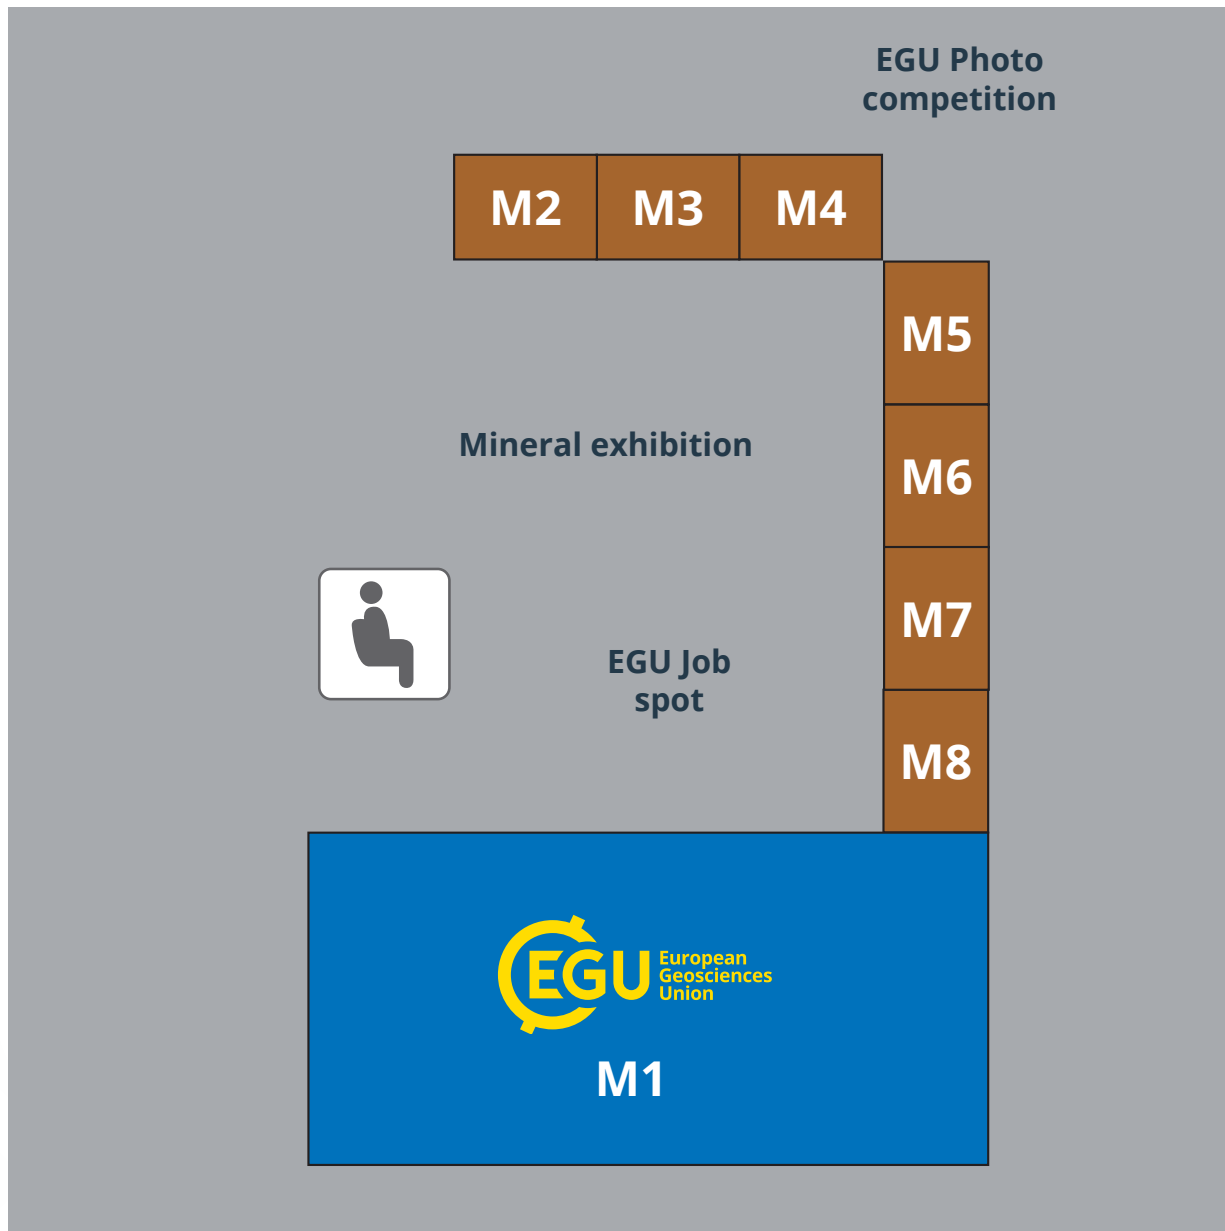 EGU Photo
competition
M2 M3 M4
M5
Mineral exhibition
M6
M7
EGU Job
spot
M8
EGU
European
Geosciences
Union
M1